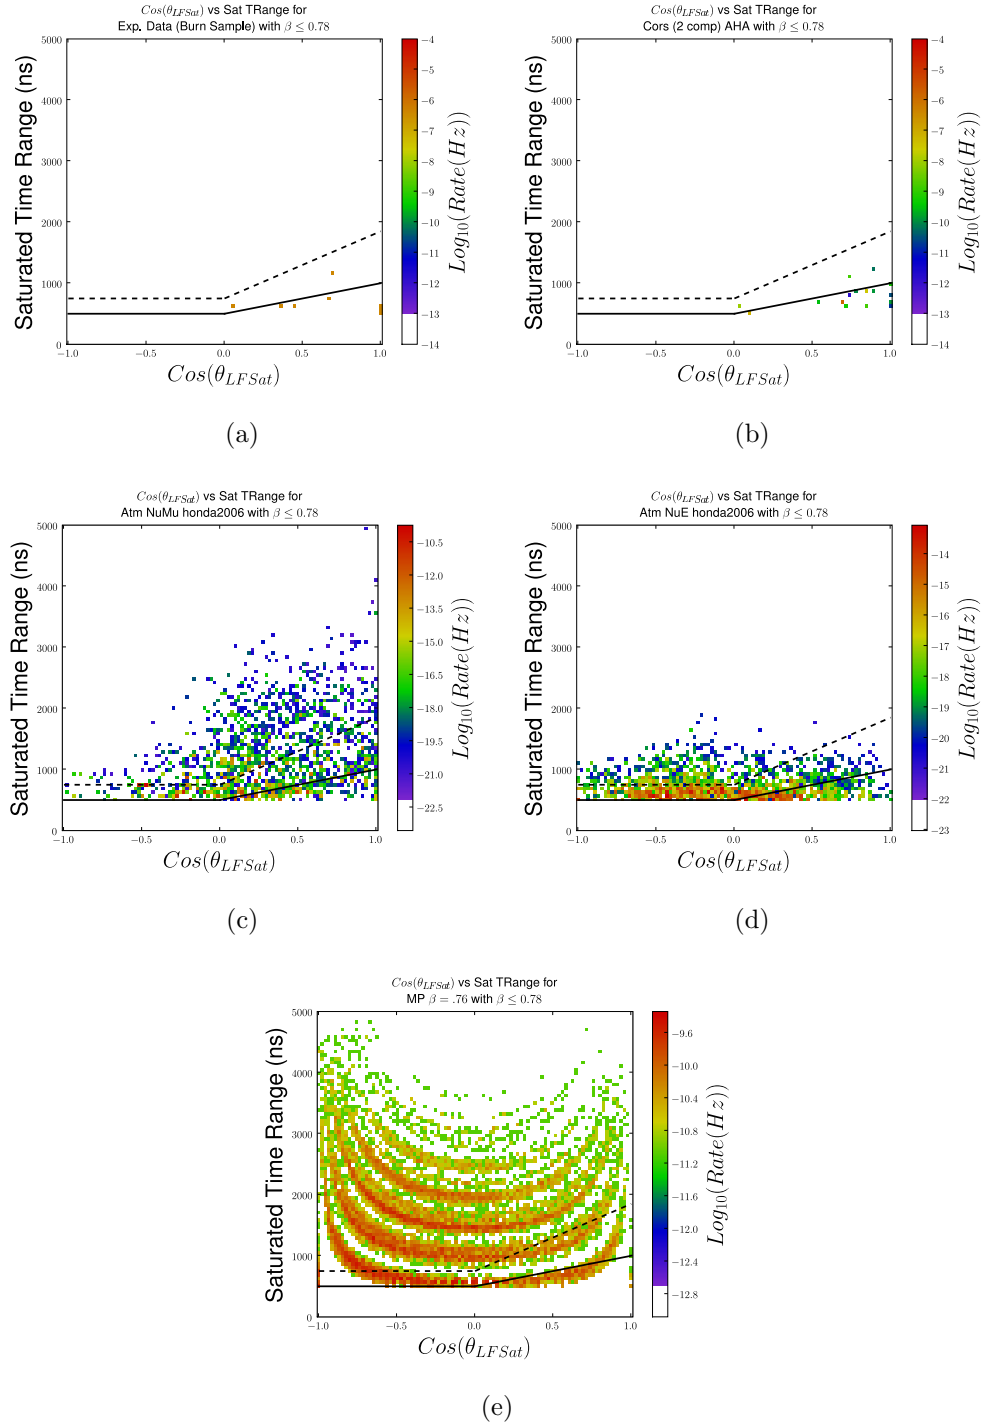 Cos(θ_LFSat) vs Sat TRange for
Exp. Data (Burn Sample) with β ≤ 0.78
Saturated Time Range (ns)
5000
4000
3000
2000
1000
0
−1.0 −0.5 0.0 0.5 1.0
Cos(θ_LFSat)
−4
−5
−6
−7
−8
−9
−10
−11
−12
−13
−14
Log₁₀(Rate(Hz))
(a)
Cos(θ_LFSat) vs Sat TRange for
Cors (2 comp) AHA with β ≤ 0.78
Saturated Time Range (ns)
5000
4000
3000
2000
1000
0
−1.0 −0.5 0.0 0.5 1.0
Cos(θ_LFSat)
−4
−5
−6
−7
−8
−9
−10
−11
−12
−13
−14
Log₁₀(Rate(Hz))
(b)
Cos(θ_LFSat) vs Sat TRange for
Atm NuMu honda2006 with β ≤ 0.78
Saturated Time Range (ns)
5000
4000
3000
2000
1000
0
−1.0 −0.5 0.0 0.5 1.0
Cos(θ_LFSat)
−10.5
−12.0
−13.5
−15.0
−16.5
−18.0
−19.5
−21.0
−22.5
Log₁₀(Rate(Hz))
(c)
Cos(θ_LFSat) vs Sat TRange for
Atm NuE honda2006 with β ≤ 0.78
Saturated Time Range (ns)
5000
4000
3000
2000
1000
0
−1.0 −0.5 0.0 0.5 1.0
Cos(θ_LFSat)
−14
−15
−16
−17
−18
−19
−20
−21
−22
−23
Log₁₀(Rate(Hz))
(d)
Cos(θ_LFSat) vs Sat TRange for
MP β = .76 with β ≤ 0.78
Saturated Time Range (ns)
5000
4000
3000
2000
1000
0
−1.0 −0.5 0.0 0.5 1.0
Cos(θ_LFSat)
−9.6
−10.0
−10.4
−10.8
−11.2
−11.6
−12.0
−12.4
−12.8
Log₁₀(Rate(Hz))
(e)